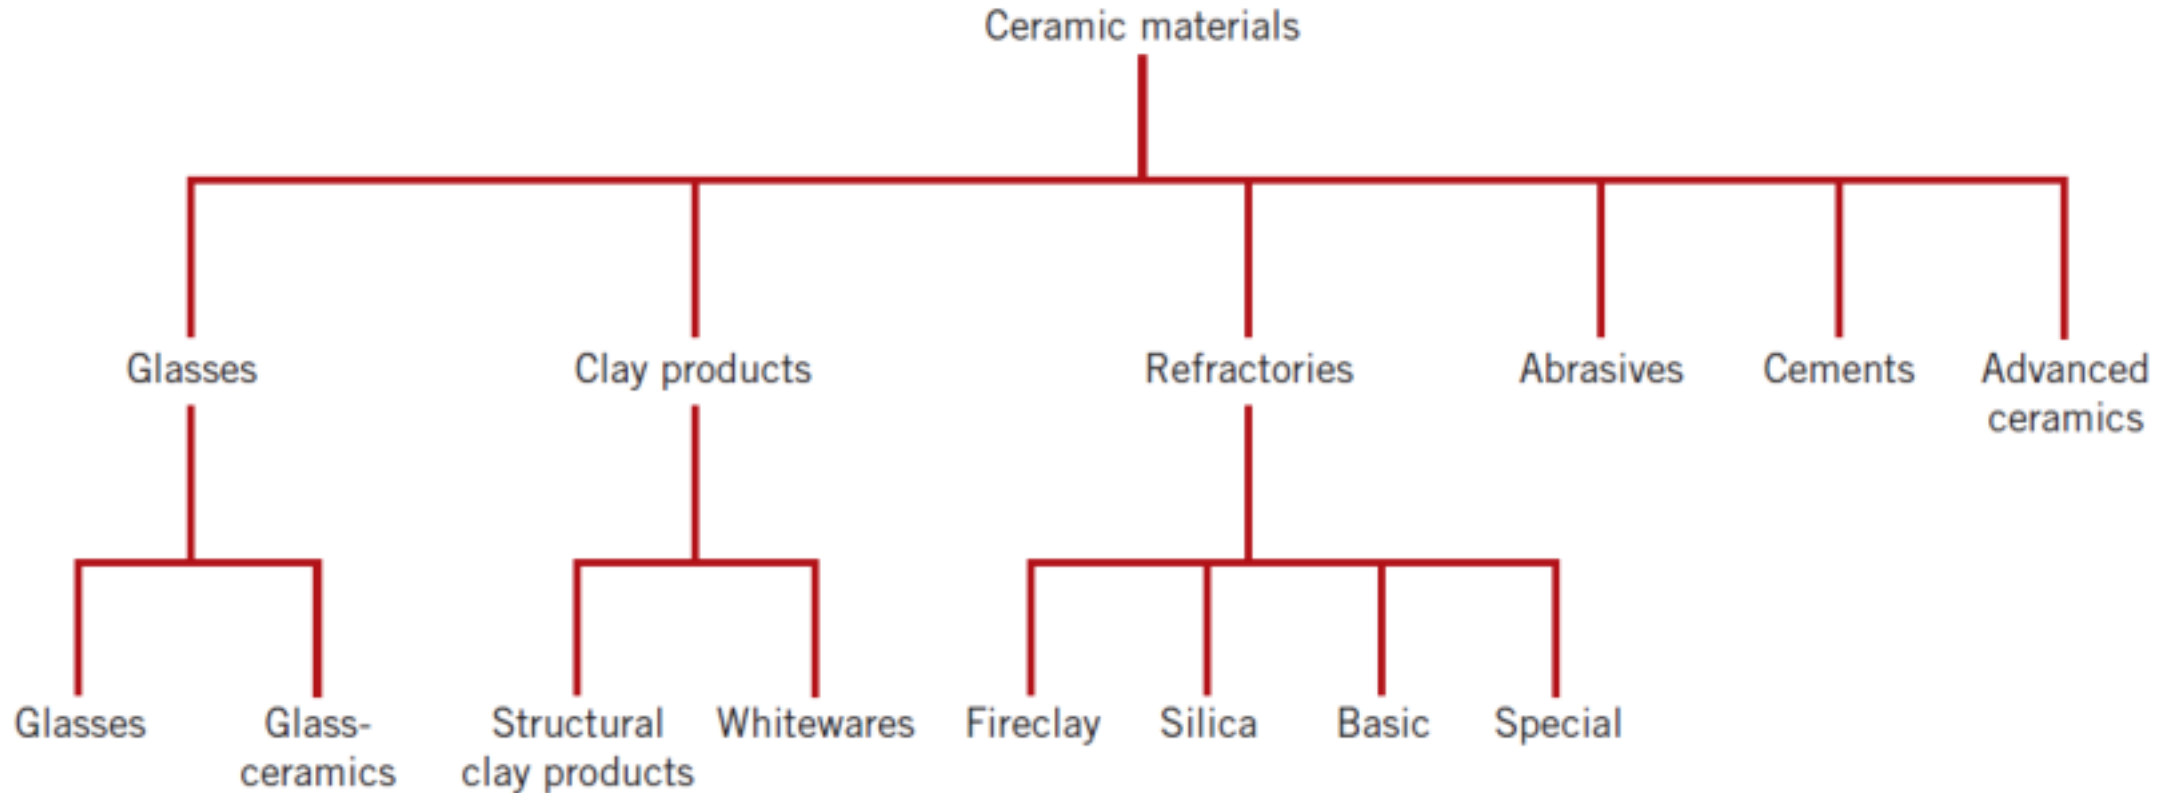 Ceramic materials
Glasses
Clay products
Refractories
Abrasives
Cements
Advanced
ceramics
Glasses
Glass-
ceramics
Structural
clay products
Whitewares
Fireclay
Silica
Basic
Special